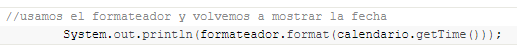 //usamos el formateador y volvemos a mostrar la fecha
System.out.println(formateador.format(calendario.getTime()));